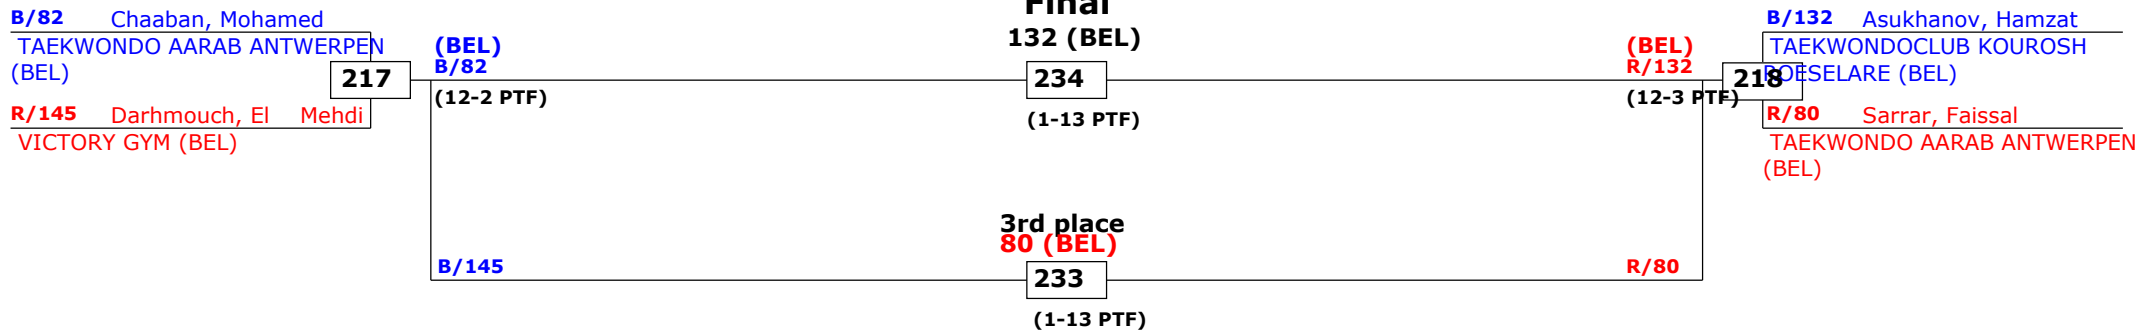 B/82 Chaaban, Mohamed
TAEKWONDO AARAB ANTWERPEN
(BEL)
217
R/145 Darhmouch, El Mehdi
VICTORY GYM (BEL)
(BEL)
B/82
(12-2 PTF)
Final
132 (BEL)
234
(1-13 PTF)
(BEL)
R/132
(12-3 PTF)
B/132 Asukhanov, Hamzat
TAEKWONDOCLUB KOUROSH
ROESELARE (BEL)
218
R/80 Sarrar, Faissal
TAEKWONDO AARAB ANTWERPEN
(BEL)
3rd place
80 (BEL)
B/145
233
R/80
(1-13 PTF)